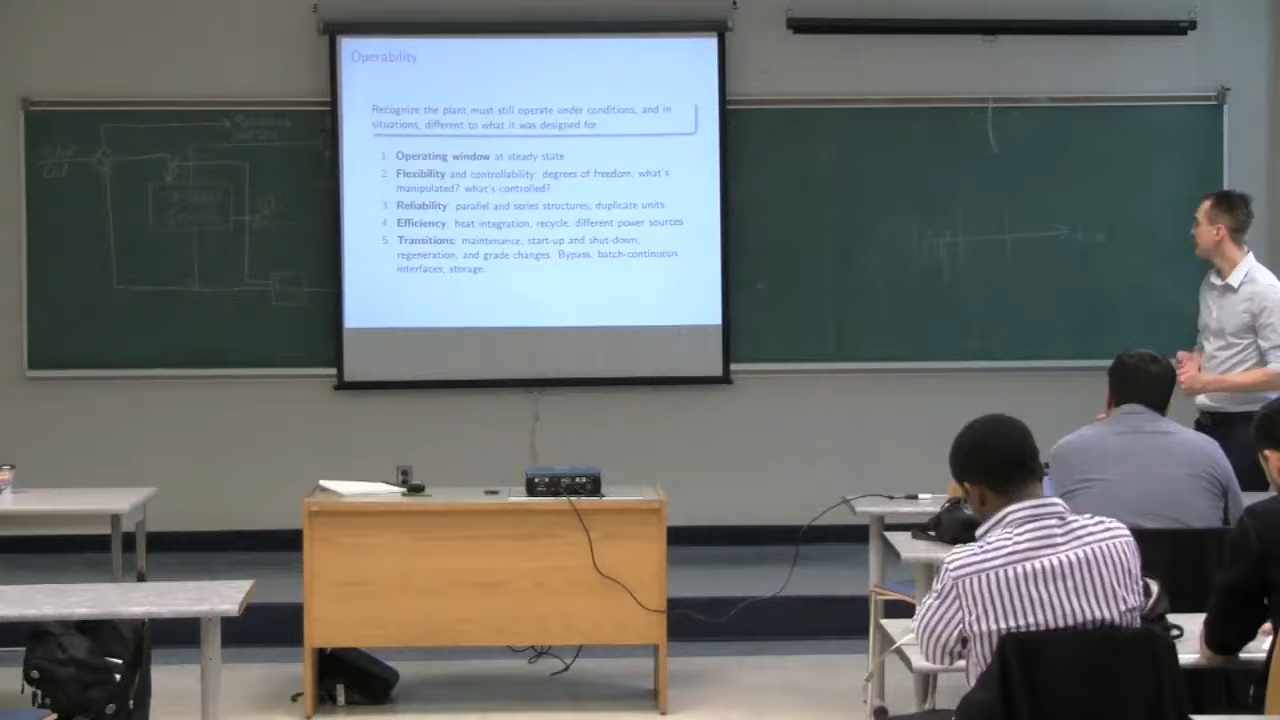 Operability
Recognize the plant must still operate under conditions, and in
situations, different to what it was designed for
1. Operating window at steady state
2. Flexibility and controllability: degrees of freedom, what's
manipulated? what's controlled?
3. Reliability: parallel and series structures, duplicate units
4. Efficiency: heat integration, recycle, different power sources
5. Transitions: maintenance, start-up and shut-down,
regeneration, and grade changes. Bypass, batch-continuous
interfaces; storage.